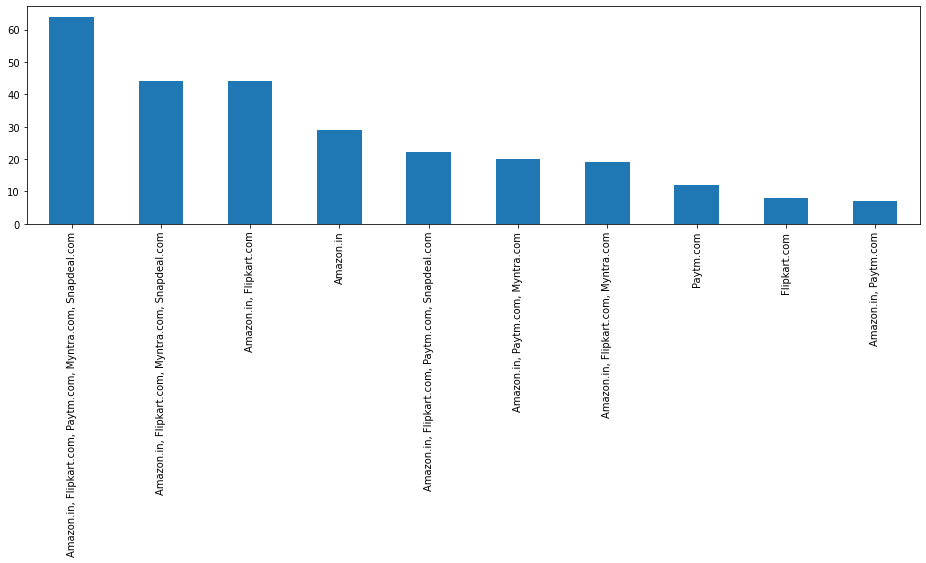 60
50
40
30
20
10
0
Amazon.in, Flipkart.com, Paytm.com, Myntra.com, Snapdeal.com
Amazon.in, Flipkart.com, Myntra.com, Snapdeal.com
Amazon.in, Flipkart.com
Amazon.in
Amazon.in, Flipkart.com, Paytm.com, Snapdeal.com
Amazon.in, Paytm.com, Myntra.com
Amazon.in, Flipkart.com, Myntra.com
Paytm.com
Flipkart.com
Amazon.in, Paytm.com